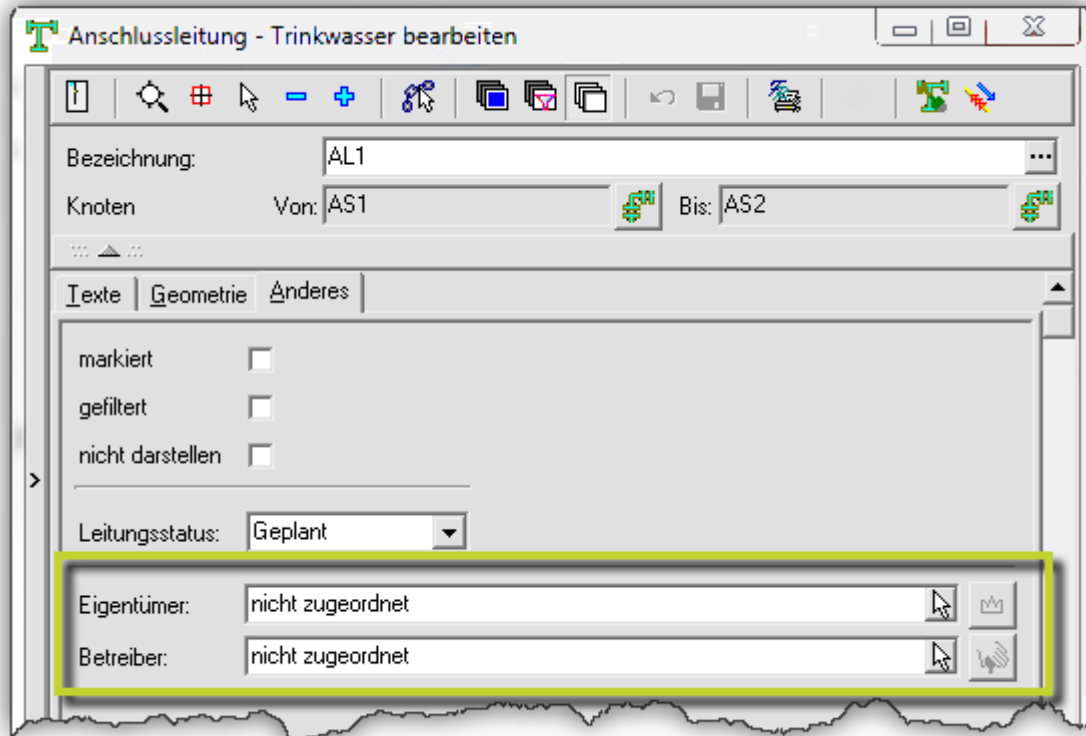 Anschlussleitung - Trinkwasser bearbeiten
Bezeichnung: AL1 ...
Knoten Von: AS1 Bis: AS2
Texte Geometrie Anderes
markiert
gefiltert
nicht darstellen
>
Leitungsstatus: Geplant
Eigentümer: nicht zugeordnet
Betreiber: nicht zugeordnet